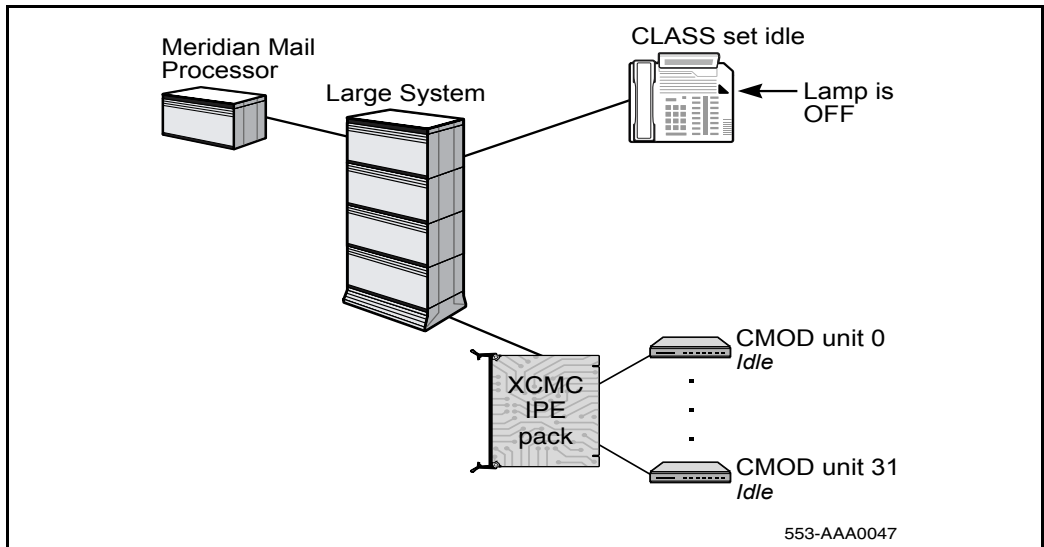 Meridian Mail
Processor
Large System
CLASS set idle
Lamp is
OFF
XCMC
IPE
pack
CMOD unit 0
Idle
CMOD unit 31
Idle
553-AAA0047